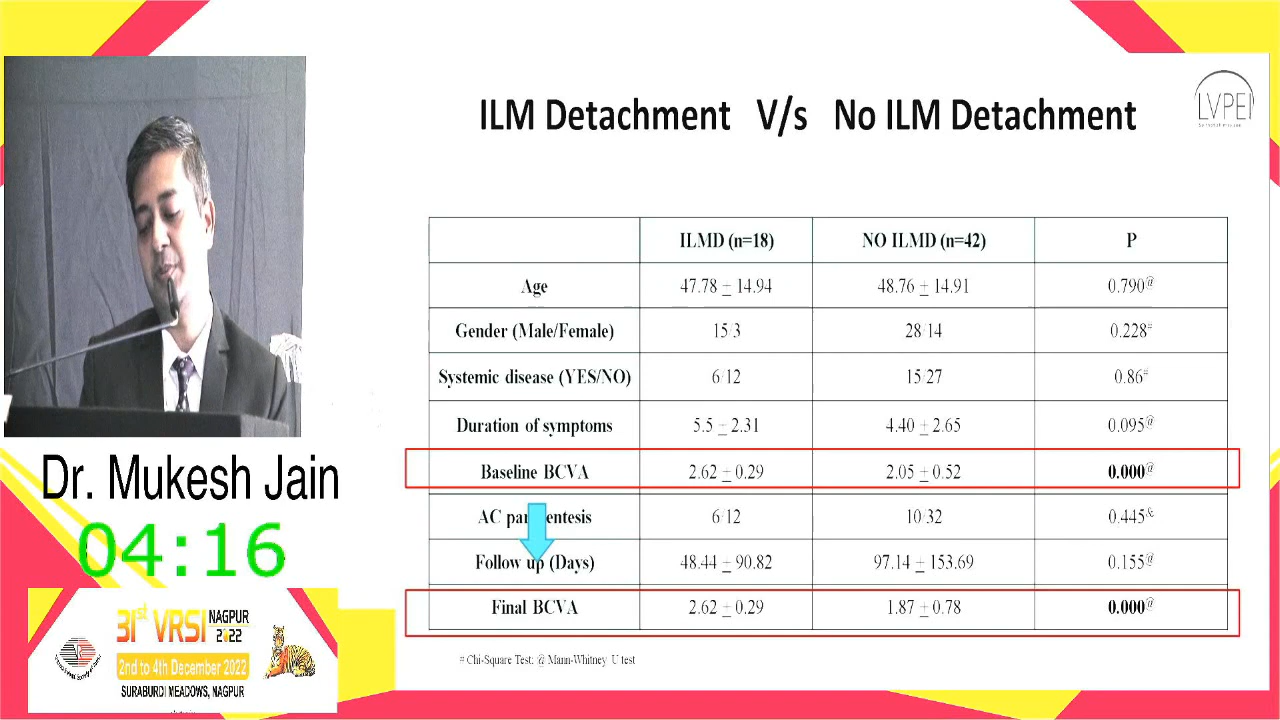 ILM Detachment V/s No ILM Detachment
LVPEI
ILMD (n=18) NO ILMD (n=42) P
Age 47.78 ± 14.94 48.76 ± 14.91 0.790@
Gender (Male/Female) 15/3 28/14 0.228#
Systemic disease (YES/NO) 6/12 15/27 0.86#
Duration of symptoms 5.5 ± 2.31 4.40 ± 2.65 0.095@
Baseline BCVA 2.62 ± 0.29 2.05 ± 0.52 0.000@
AC par entesis 6/12 10/32 0.445&
Follow up (Days) 48.44 ± 90.82 97.14 ± 153.69 0.155@
Final BCVA 2.62 ± 0.29 1.87 ± 0.78 0.000@
# Chi-Square Test; @ Mann-Whitney U test
Dr. Mukesh Jain
04:16
31st VRSI NAGPUR 2022
2nd to 4th December 2022
SURABURDI MEADOWS, NAGPUR